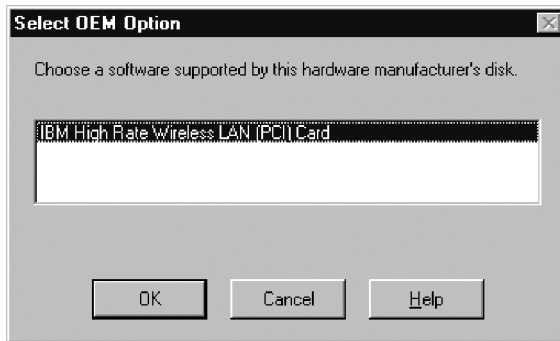 Select OEM Option
Choose a software supported by this hardware manufacturer's disk.
IBM High Rate Wireless LAN (PCI) Card
OK
Cancel
Help